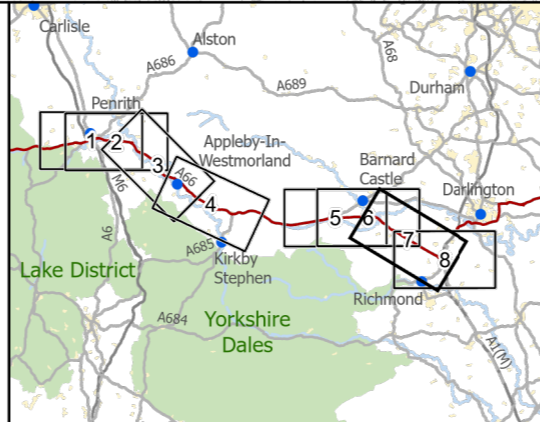 Carlisle
Alston
A686
A68
A689
Durham
Penrith
Appleby-In-
Westmorland
Barnard
Castle
Darlington
1
2
3
M6
A66
4
5
6
7
8
A6
A685
Lake District
Kirkby
Stephen
Richmond
A684
Yorkshire
Dales
A1(M)